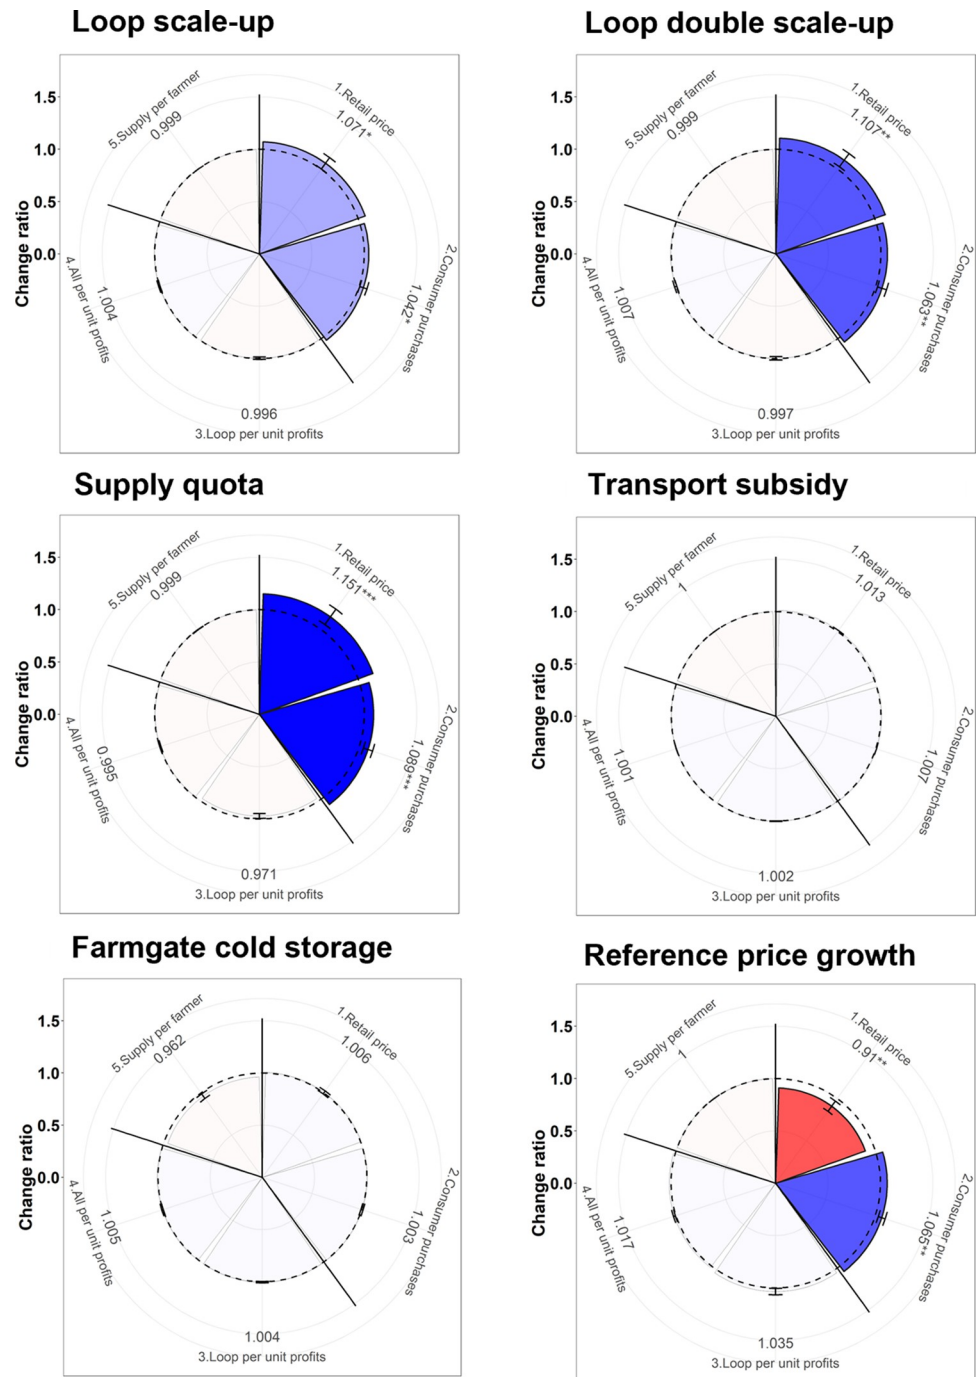 Loop scale-up
Change ratio
1.5
1.0
0.5
0.0
1.Retail price
1.071*
2.Consumer purchases
1.042*
0.996
3.Loop per unit profits
4.All per unit profits
1.004
5.Supply per farmer
0.999
Loop double scale-up
Change ratio
1.5
1.0
0.5
0.0
1.Retail price
1.107**
2.Consumer purchases
1.063**
0.997
3.Loop per unit profits
4.All per unit profits
1.007
5.Supply per farmer
0.999
Supply quota
Change ratio
1.5
1.0
0.5
0.0
1.Retail price
1.151***
2.Consumer purchases
1.089***
0.971
3.Loop per unit profits
4.All per unit profits
0.995
5.Supply per farmer
0.999
Transport subsidy
Change ratio
1.5
1.0
0.5
0.0
1.Retail price
1.013
2.Consumer purchases
1.007
1.002
3.Loop per unit profits
4.All per unit profits
1.001
5.Supply per farmer
1
Farmgate cold storage
Change ratio
1.5
1.0
0.5
0.0
1.Retail price
1.006
2.Consumer purchases
1.003
1.004
3.Loop per unit profits
4.All per unit profits
1.005
5.Supply per farmer
0.962
Reference price growth
Change ratio
1.5
1.0
0.5
0.0
1.Retail price
0.91**
2.Consumer purchases
1.065**
1.035
3.Loop per unit profits
4.All per unit profits
1.017
5.Supply per farmer
1